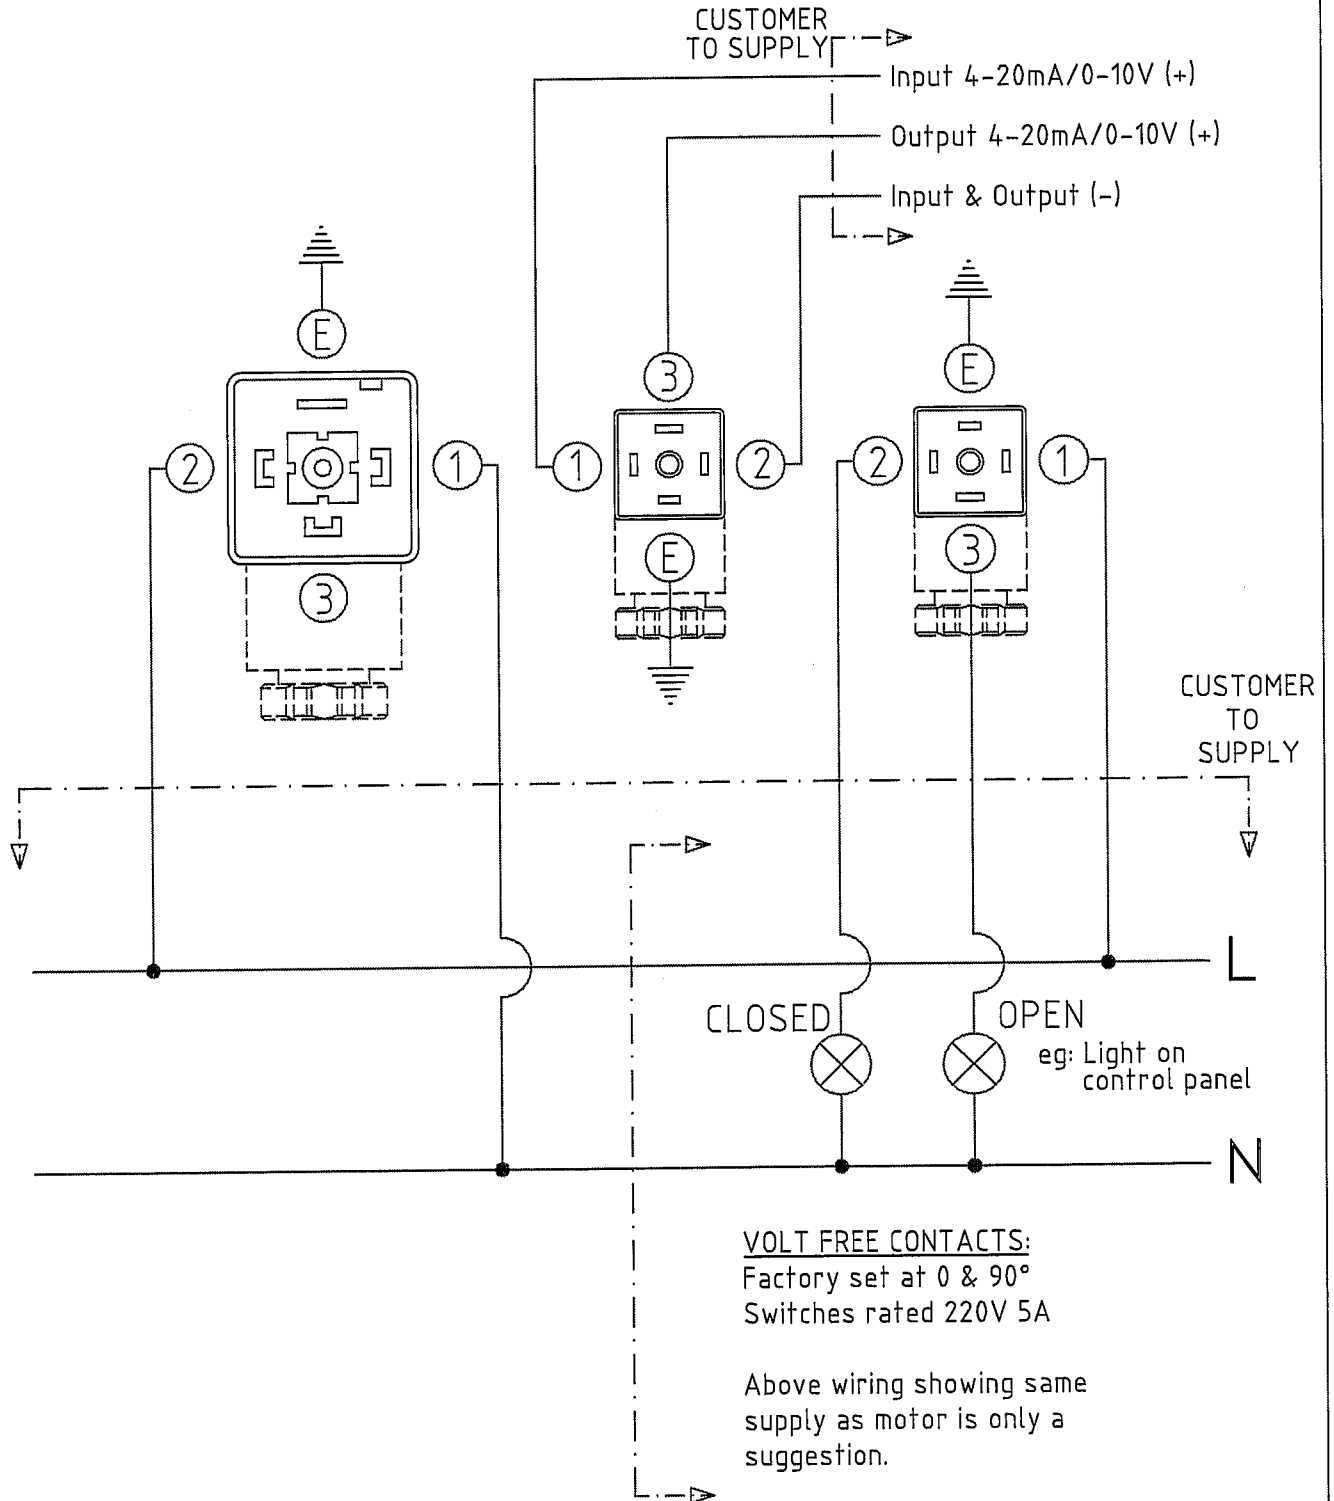 CUSTOMER
TO SUPPLY
Input 4-20mA/0-10V (+)
Output 4-20mA/0-10V (+)
Input & Output (-)
E
2
1
3
1
3
2
E
E
2
1
3
CUSTOMER
TO
SUPPLY
L
CLOSED
OPEN
eg: Light on
control panel
N
VOLT FREE CONTACTS:
Factory set at 0 & 90°
Switches rated 220V 5A
Above wiring showing same
supply as motor is only a
suggestion.